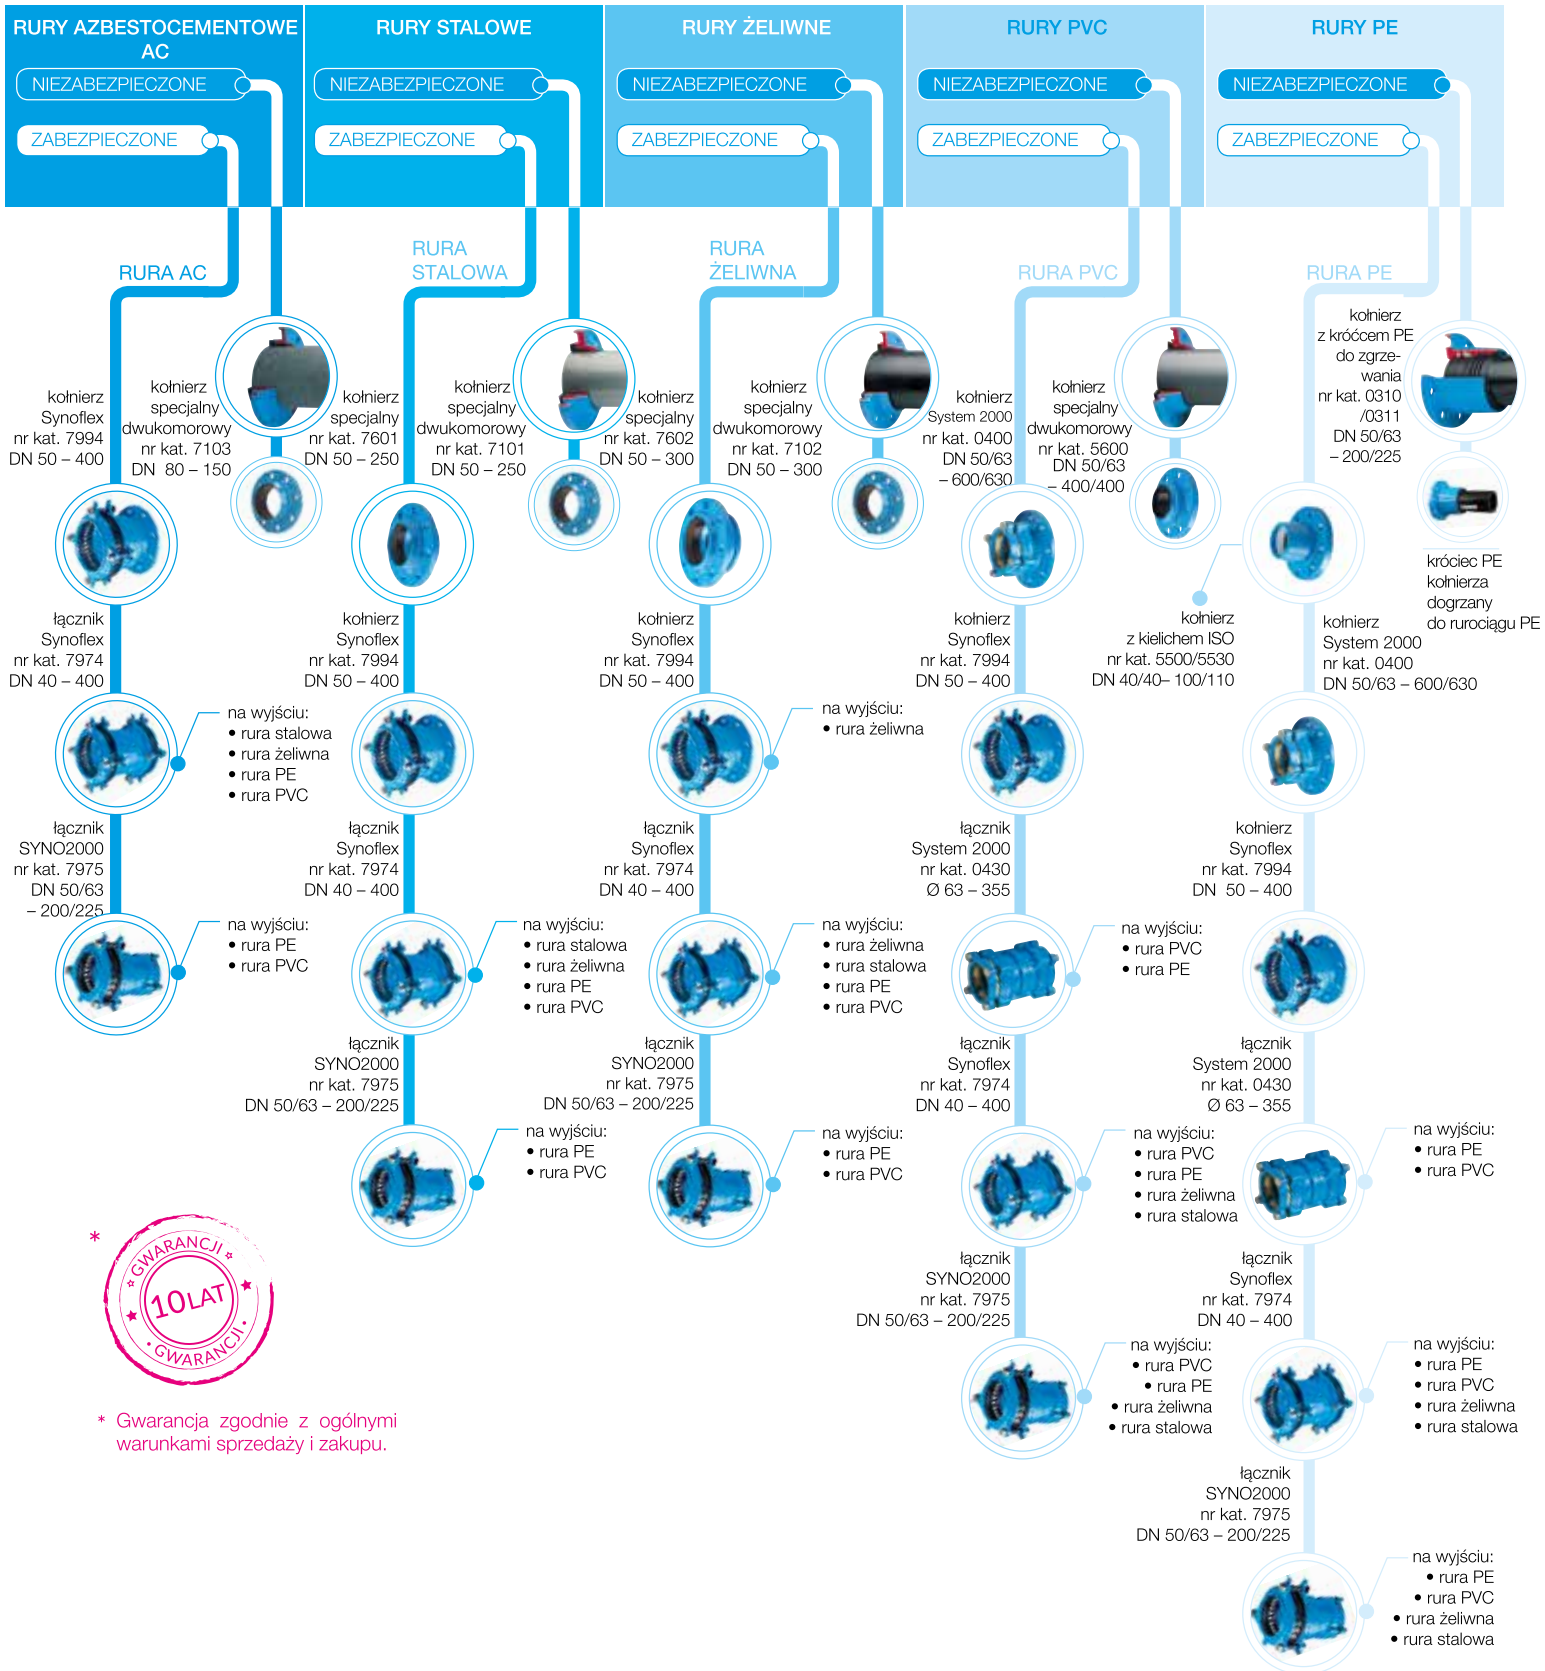 RURY AZBESTOCEMENTOWE
AC
NIEZABEZPIECZONE
ZABEZPIECZONE
RURY STALOWE
NIEZABEZPIECZONE
ZABEZPIECZONE
RURY ŻELIWNE
NIEZABEZPIECZONE
ZABEZPIECZONE
RURY PVC
NIEZABEZPIECZONE
ZABEZPIECZONE
RURY PE
NIEZABEZPIECZONE
ZABEZPIECZONE
RURA AC
kołnierz
Synoflex
nr kat. 7994
DN 50 – 400
kołnierz
specjalny
dwukomorowy
nr kat. 7103
DN 80 – 150
łącznik
Synoflex
nr kat. 7974
DN 40 – 400
na wyjściu:
• rura stalowa
• rura żeliwna
• rura PE
• rura PVC
łącznik
SYNO2000
nr kat. 7975
DN 50/63
– 200/225
na wyjściu:
• rura PE
• rura PVC
RURA
STALOWA
kołnierz
specjalny
nr kat. 7601
DN 50 – 250
kołnierz
specjalny
dwukomorowy
nr kat. 7101
DN 50 – 250
kołnierz
Synoflex
nr kat. 7994
DN 50 – 400
łącznik
Synoflex
nr kat. 7974
DN 40 – 400
na wyjściu:
• rura stalowa
• rura żeliwna
• rura PE
• rura PVC
łącznik
SYNO2000
nr kat. 7975
DN 50/63 – 200/225
na wyjściu:
• rura PE
• rura PVC
RURA
ŻELIWNA
kołnierz
specjalny
nr kat. 7602
DN 50 – 300
kołnierz
specjalny
dwukomorowy
nr kat. 7102
DN 50 – 300
kołnierz
Synoflex
nr kat. 7994
DN 50 – 400
na wyjściu:
• rura żeliwna
łącznik
Synoflex
nr kat. 7974
DN 40 – 400
na wyjściu:
• rura żeliwna
• rura stalowa
• rura PE
• rura PVC
łącznik
SYNO2000
nr kat. 7975
DN 50/63 – 200/225
na wyjściu:
• rura PE
• rura PVC
RURA PVC
kołnierz
System 2000
nr kat. 0400
DN 50/63
– 600/630
kołnierz
specjalny
dwukomorowy
nr kat. 5600
DN 50/63
– 400/400
kołnierz
Synoflex
nr kat. 7994
DN 50 – 400
łącznik
System 2000
nr kat. 0430
Ø 63 – 355
na wyjściu:
• rura PVC
• rura PE
łącznik
Synoflex
nr kat. 7974
DN 40 – 400
na wyjściu:
• rura PVC
• rura PE
• rura żeliwna
• rura stalowa
łącznik
SYNO2000
nr kat. 7975
DN 50/63 – 200/225
na wyjściu:
• rura PVC
• rura PE
• rura żeliwna
• rura stalowa
RURA PE
kołnierz
z króćcem PE
do zgrze-
wania
nr kat. 0310
/0311
DN 50/63
– 200/225
króciec PE
kołnierza
dogrzany
do rurociągu PE
kołnierz
z kielichem ISO
nr kat. 5500/5530
DN 40/40– 100/110
kołnierz
System 2000
nr kat. 0400
DN 50/63 – 600/630
kołnierz
Synoflex
nr kat. 7994
DN 50 – 400
łącznik
System 2000
nr kat. 0430
Ø 63 – 355
na wyjściu:
• rura PE
• rura PVC
łącznik
Synoflex
nr kat. 7974
DN 40 – 400
na wyjściu:
• rura PE
• rura PVC
• rura żeliwna
• rura stalowa
łącznik
SYNO2000
nr kat. 7975
DN 50/63 – 200/225
na wyjściu:
• rura PE
• rura PVC
• rura żeliwna
• rura stalowa
*
GWARANCJI
10 LAT
GWARANCJI
* Gwarancja zgodnie z ogólnymi
warunkami sprzedaży i zakupu.